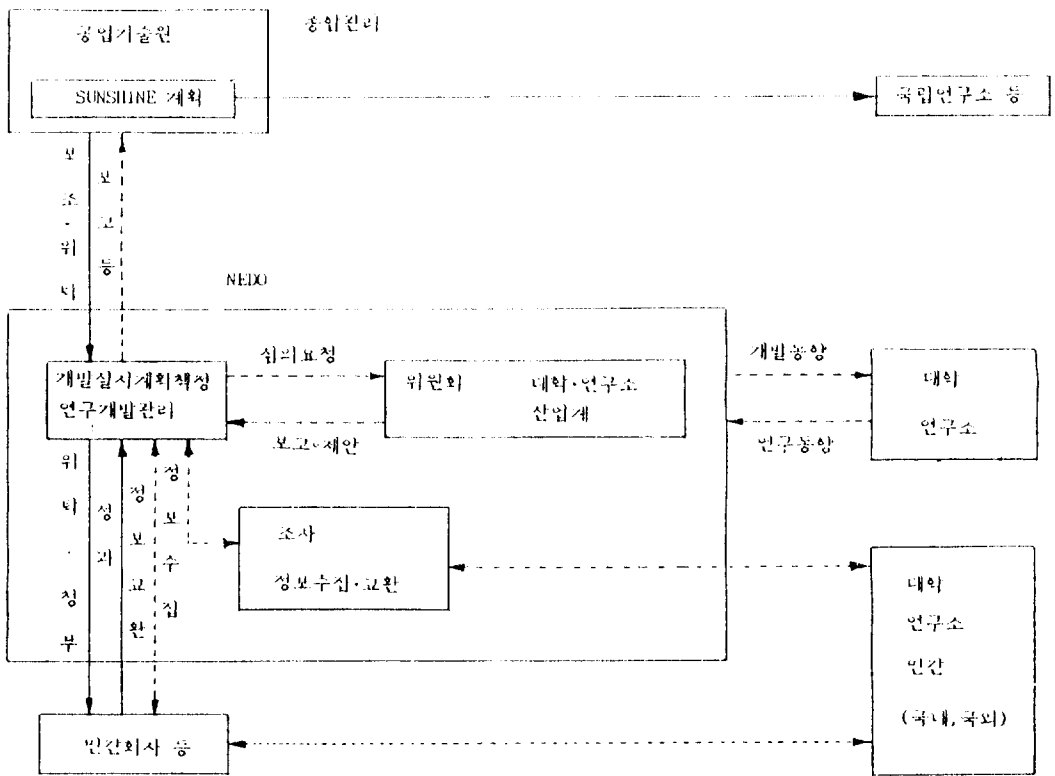 공업기술원
종합관리
SUNSHINE 계획
국립연구소 등
보조·위탁
보고등
NEDO
심의요청
개발동향
개발실시계획책정
연구개발관리
위원회 대학·연구소
산업계
대학
연구소
보고·제안
연구동향
위탁·청부
성과
정보교환
정보수집
조사
정보수집·교환
대학
연구소
민간
(국내,국외)
민간회사 등